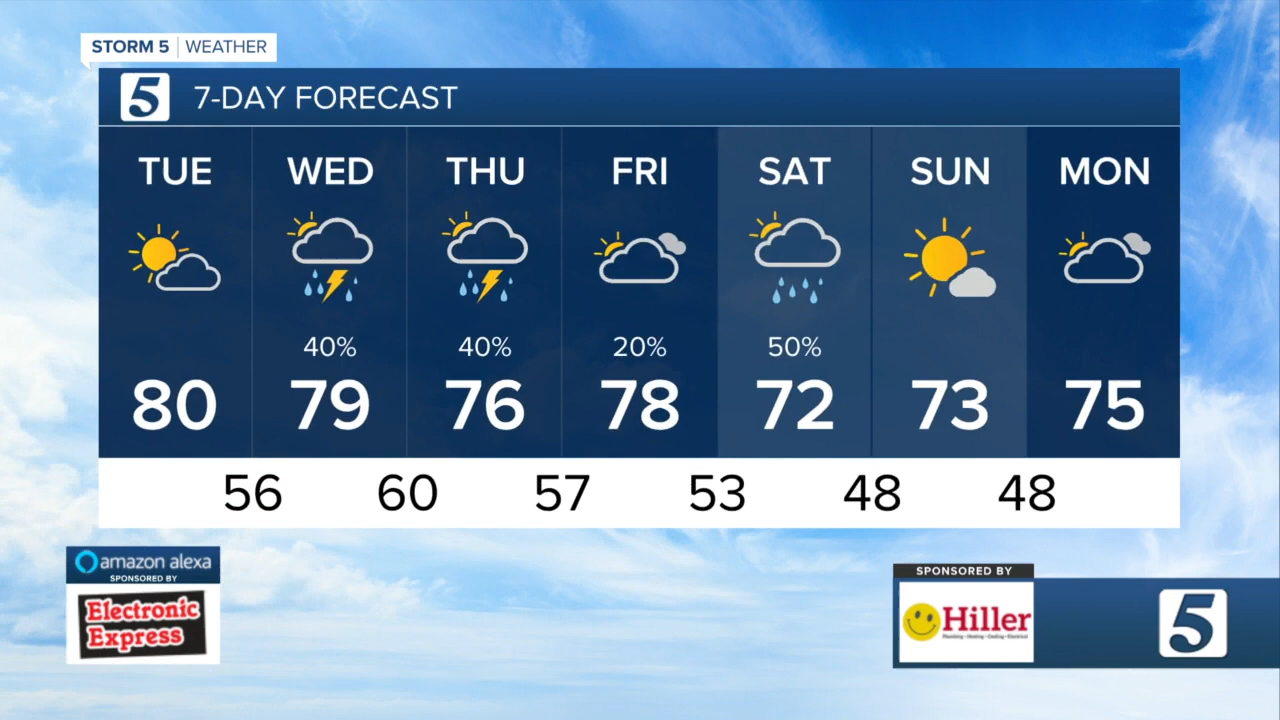 STORM 5 | WEATHER
5 7-DAY FORECAST
TUE WED THU FRI SAT SUN MON
40% 40% 20% 50%
80 79 76 78 72 73 75
56 60 57 53 48 48
amazon alexa
SPONSORED BY
Electronic
Express
SPONSORED BY
Hiller
Plumbing • Heating • Cooling • Electrical
5